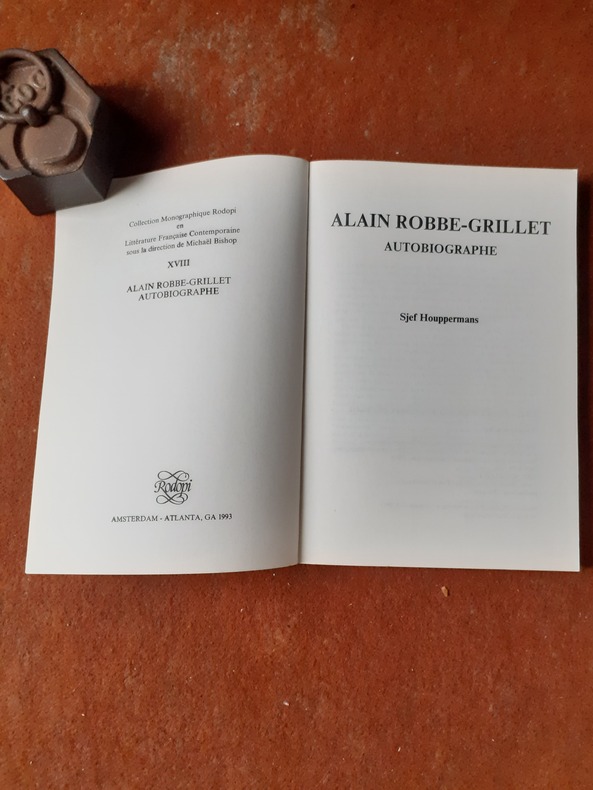 Collection Monographique Rodopi
en
Littérature Française Contemporaine
sous la direction de Michaël Bishop
XVIII
ALAIN ROBBE-GRILLET
AUTOBIOGRAPHE
Rodopi
AMSTERDAM - ATLANTA, GA 1993
ALAIN ROBBE-GRILLET
AUTOBIOGRAPHE
Sjef Houppermans